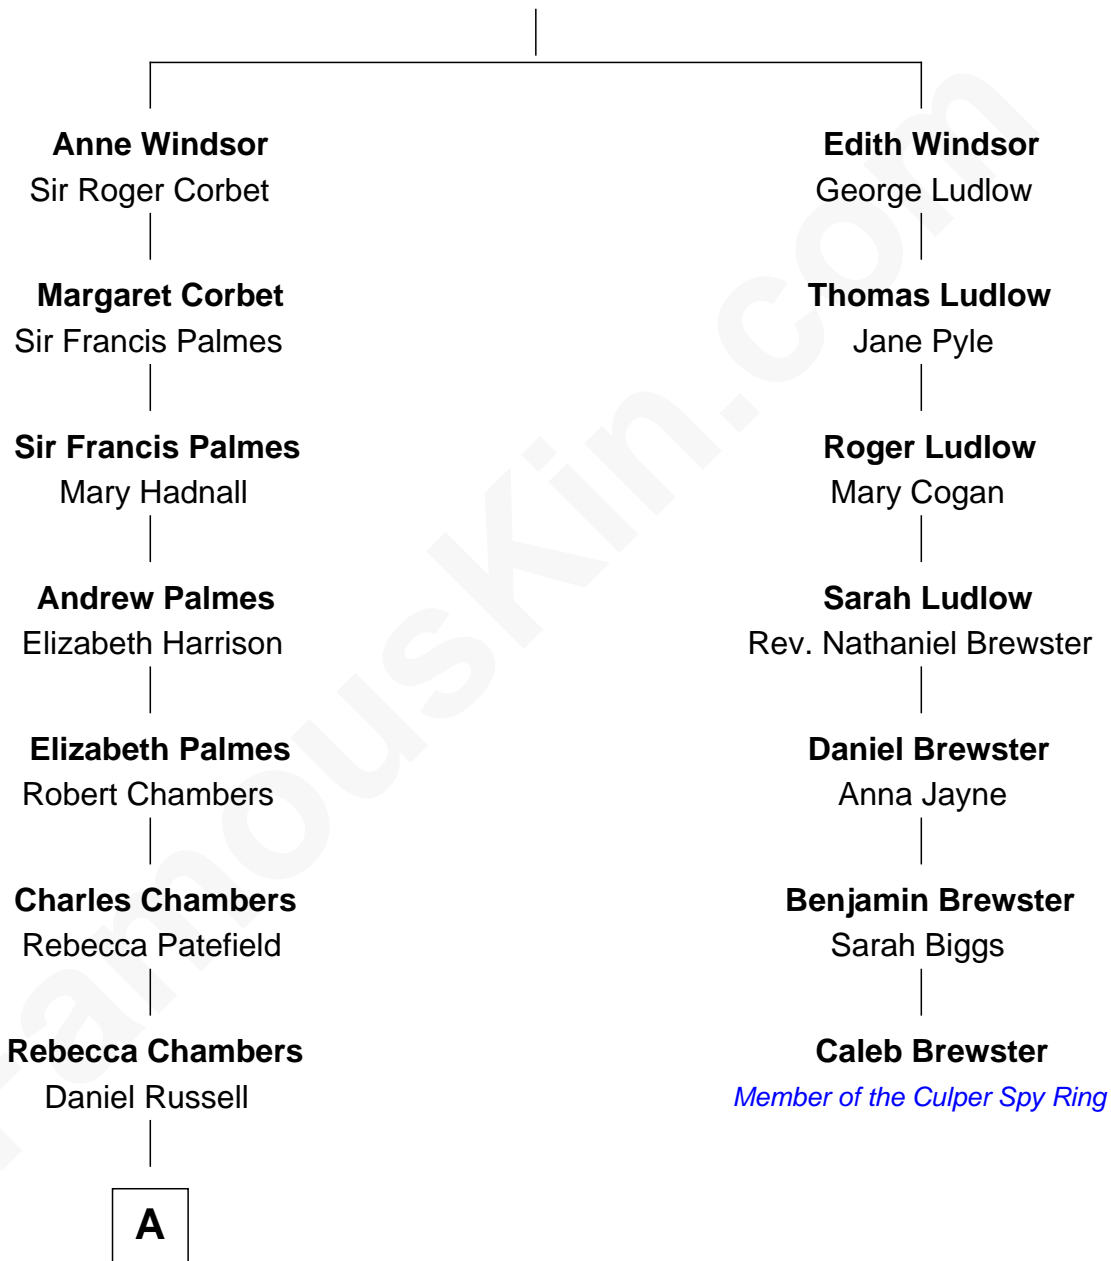 Anne Windsor
Sir Roger Corbet
Margaret Corbet
Sir Francis Palmes
Sir Francis Palmes
Mary Hadnall
Andrew Palmes
Elizabeth Harrison
Elizabeth Palmes
Robert Chambers
Charles Chambers
Rebecca Patefield
Rebecca Chambers
Daniel Russell
A
Edith Windsor
George Ludlow
Thomas Ludlow
Jane Pyle
Roger Ludlow
Mary Cogan
Sarah Ludlow
Rev. Nathaniel Brewster
Daniel Brewster
Anna Jayne
Benjamin Brewster
Sarah Biggs
Caleb Brewster
Member of the Culper Spy Ring
FamousKin.com